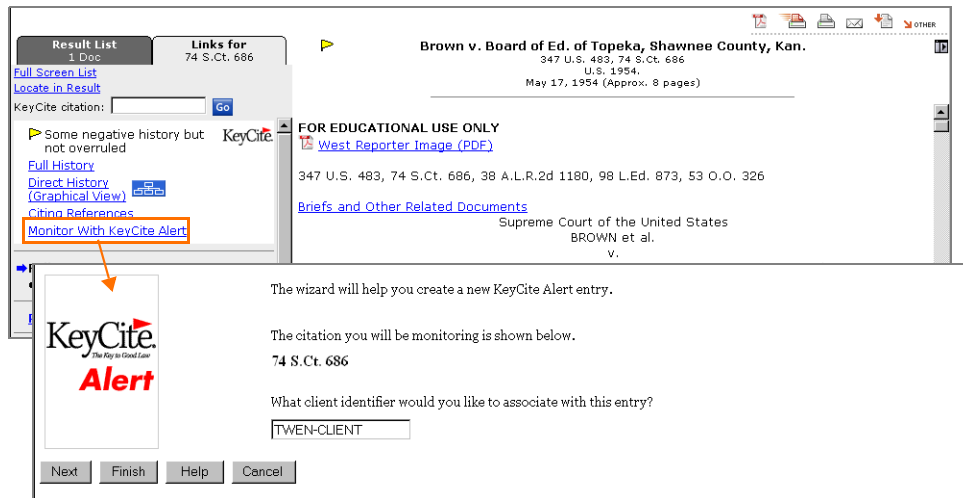 OTHER
Result List
1 Doc
Links for
74 S.Ct. 686
Full Screen List
Locate in Result
KeyCite citation:
Go
Some negative history but
not overruled
KeyCite.
Full History
Direct History
(Graphical View)
Citing References
Monitor With KeyCite Alert
Brown v. Board of Ed. of Topeka, Shawnee County, Kan.
347 U.S. 483, 74 S.Ct. 686
U.S. 1954.
May 17, 1954 (Approx. 8 pages)
FOR EDUCATIONAL USE ONLY
West Reporter Image (PDF)
347 U.S. 483, 74 S.Ct. 686, 38 A.L.R.2d 1180, 98 L.Ed. 873, 53 O.O. 326
Briefs and Other Related Documents
Supreme Court of the United States
BROWN et al.
v.
KeyCite.
The Key to Good Law
Alert
The wizard will help you create a new KeyCite Alert entry.
The citation you will be monitoring is shown below.
74 S.Ct. 686
What client identifier would you like to associate with this entry?
TWEN-CLIENT
Next
Finish
Help
Cancel